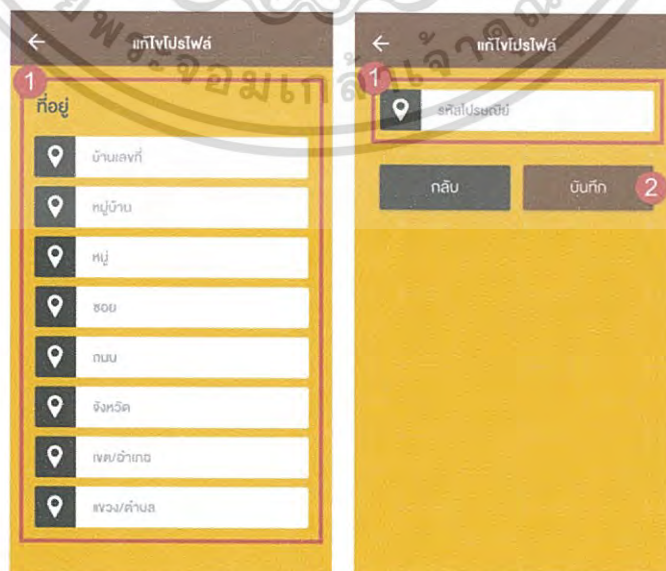 แก้ไขโปรไฟล์
1
ที่อยู่
บ้านเลขที่
หมู่บ้าน
หมู่
ซอย
ถนน
จังหวัด
เขต/อำเภอ
แขวง/ตำบล
แก้ไขโปรไฟล์
1
รหัสไปรษณีย์
กลับ
บันทึก
2